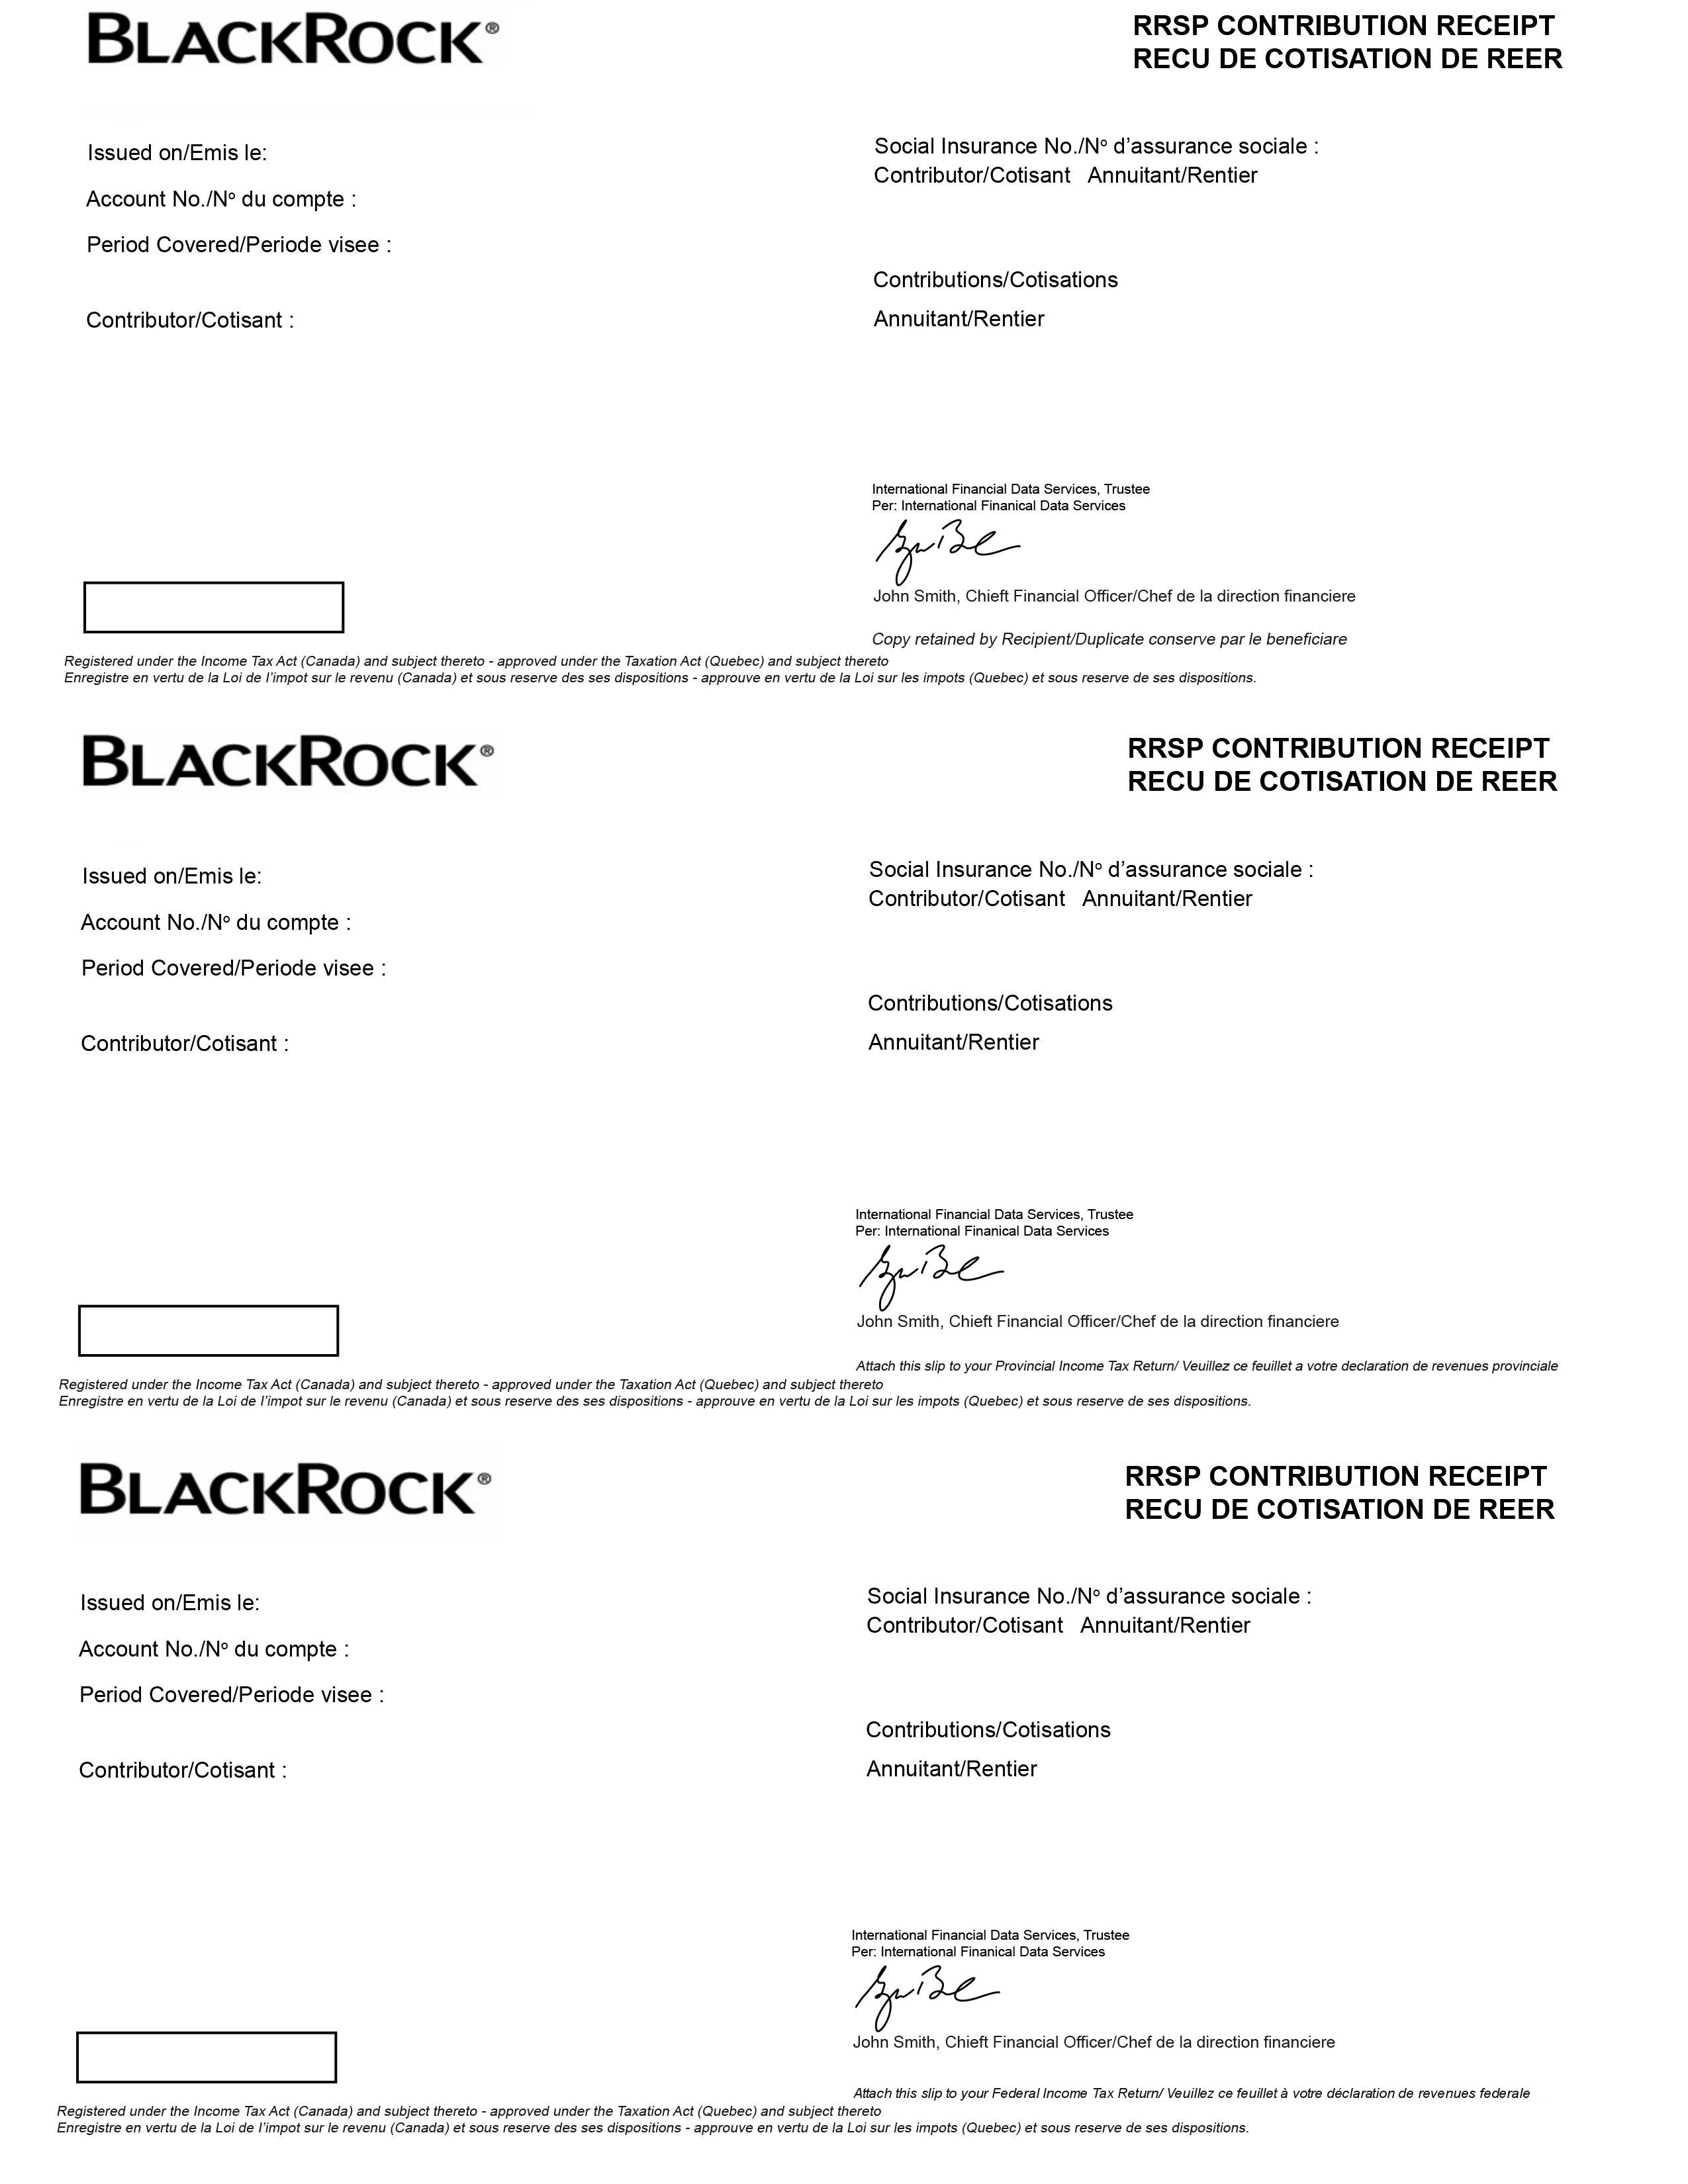 BLACKROCK®
RRSP CONTRIBUTION RECEIPT
RECU DE COTISATION DE REER
Issued on/Emis le:
Account No./Nº du compte :
Period Covered/Periode visee :
Contributor/Cotisant :
Social Insurance No./Nº d’assurance sociale :
Contributor/Cotisant Annuitant/Rentier
Contributions/Cotisations
Annuitant/Rentier
International Financial Data Services, Trustee
Per: International Finanical Data Services
John Smith, Chieft Financial Officer/Chef de la direction financiere
Copy retained by Recipient/Duplicate conserve par le beneficiare
Registered under the Income Tax Act (Canada) and subject thereto - approved under the Taxation Act (Quebec) and subject thereto
Enregistre en vertu de la Loi de l’impot sur le revenu (Canada) et sous reserve des ses dispositions - approuve en vertu de la Loi sur les impots (Quebec) et sous reserve de ses dispositions.
BLACKROCK®
RRSP CONTRIBUTION RECEIPT
RECU DE COTISATION DE REER
Issued on/Emis le:
Account No./Nº du compte :
Period Covered/Periode visee :
Contributor/Cotisant :
Social Insurance No./Nº d’assurance sociale :
Contributor/Cotisant Annuitant/Rentier
Contributions/Cotisations
Annuitant/Rentier
International Financial Data Services, Trustee
Per: International Finanical Data Services
John Smith, Chieft Financial Officer/Chef de la direction financiere
Attach this slip to your Provincial Income Tax Return/ Veuillez ce feuillet a votre declaration de revenues provinciale
Registered under the Income Tax Act (Canada) and subject thereto - approved under the Taxation Act (Quebec) and subject thereto
Enregistre en vertu de la Loi de l’impot sur le revenu (Canada) et sous reserve des ses dispositions - approuve en vertu de la Loi sur les impots (Quebec) et sous reserve de ses dispositions.
BLACKROCK®
RRSP CONTRIBUTION RECEIPT
RECU DE COTISATION DE REER
Issued on/Emis le:
Account No./Nº du compte :
Period Covered/Periode visee :
Contributor/Cotisant :
Social Insurance No./Nº d’assurance sociale :
Contributor/Cotisant Annuitant/Rentier
Contributions/Cotisations
Annuitant/Rentier
International Financial Data Services, Trustee
Per: International Finanical Data Services
John Smith, Chieft Financial Officer/Chef de la direction financiere
Attach this slip to your Federal Income Tax Return/ Veuillez ce feuillet à votre déclaration de revenues federale
Registered under the Income Tax Act (Canada) and subject thereto - approved under the Taxation Act (Quebec) and subject thereto
Enregistre en vertu de la Loi de l’impot sur le revenu (Canada) et sous reserve des ses dispositions - approuve en vertu de la Loi sur les impots (Quebec) et sous reserve de ses dispositions.